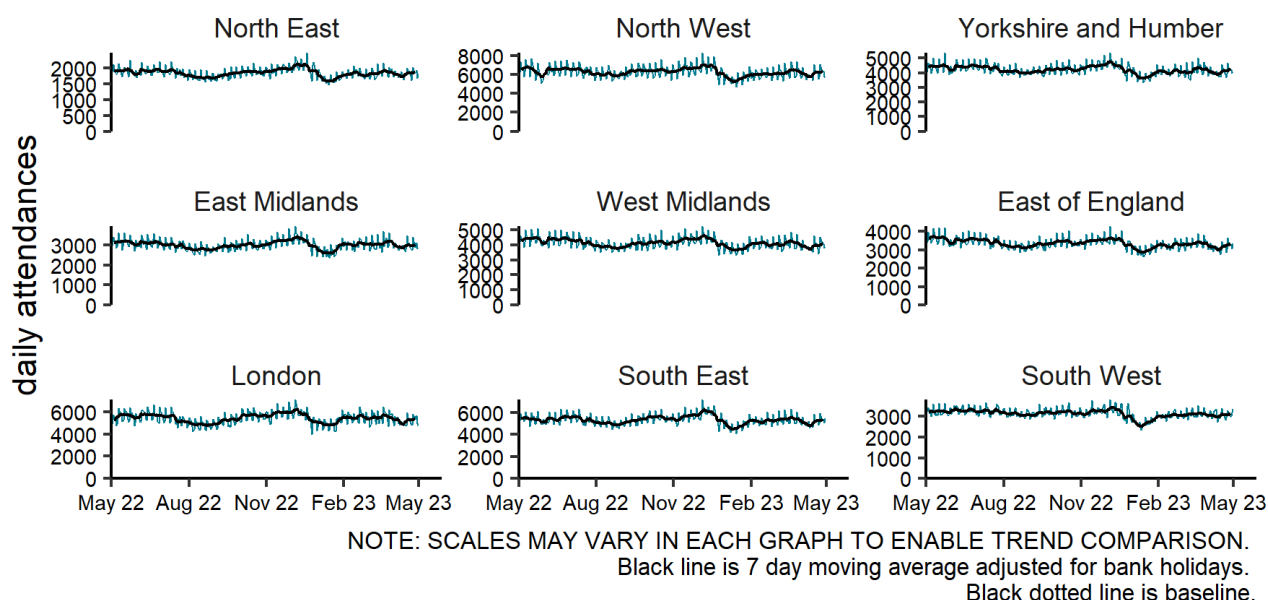 North East
North West
Yorkshire and Humber
2000
1500
1000
500
0
8000
6000
4000
2000
0
5000
4000
3000
2000
1000
0
daily attendances
East Midlands
West Midlands
East of England
3000
2000
1000
0
5000
4000
3000
2000
1000
0
4000
3000
2000
1000
0
London
South East
South West
6000
4000
2000
0
6000
4000
2000
0
3000
2000
1000
0
May 22 Aug 22 Nov 22 Feb 23 May 23
May 22 Aug 22 Nov 22 Feb 23 May 23
May 22 Aug 22 Nov 22 Feb 23 May 23
NOTE: SCALES MAY VARY IN EACH GRAPH TO ENABLE TREND COMPARISON.
Black line is 7 day moving average adjusted for bank holidays.
Black dotted line is baseline.